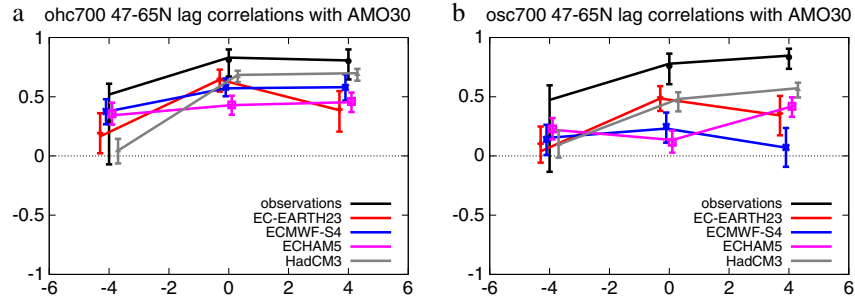 a
ohc700 47-65N lag correlations with AMO30
1
0.5
0
-0.5
-1
observations
EC-EARTH23
ECMWF-S4
ECHAM5
HadCM3
-6 -4 -2 0 2 4 6
b
osc700 47-65N lag correlations with AMO30
1
0.5
0
-0.5
-1
observations
EC-EARTH23
ECMWF-S4
ECHAM5
HadCM3
-6 -4 -2 0 2 4 6